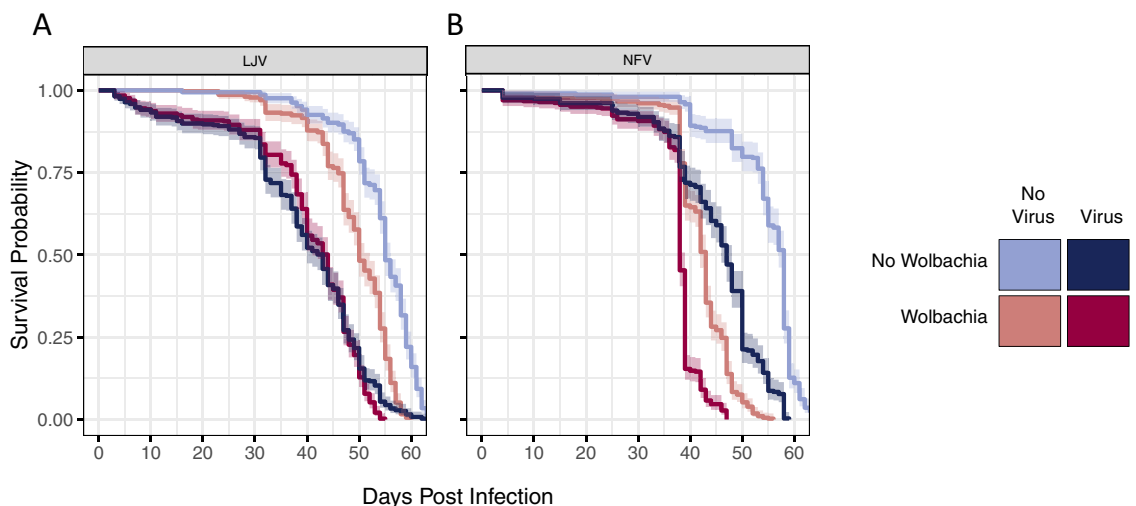 A
B
LJV
NFV
Survival Probability
1.00
0.75
0.50
0.25
0.00
0 10 20 30 40 50 60
0 10 20 30 40 50 60
Days Post Infection
No
Virus Virus
No Wolbachia
Wolbachia